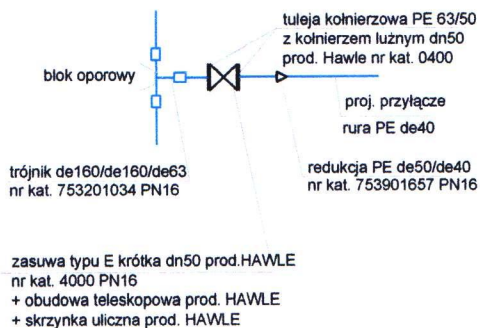 tuleja kołnierzowa PE 63/50
z kołnierzem lużnym dn50
prod. Hawle nr kat. 0400
blok oporowy
proj. przyłącze
rura PE de40
trójnik de160/de160/de63
nr kat. 753201034 PN16
redukcja PE de50/de40
nr kat. 753901657 PN16
zasuwa typu E krótka dn50 prod.HAWLE
nr kat. 4000 PN16
+ obudowa teleskopowa prod. HAWLE
+ skrzynka uliczna prod. HAWLE